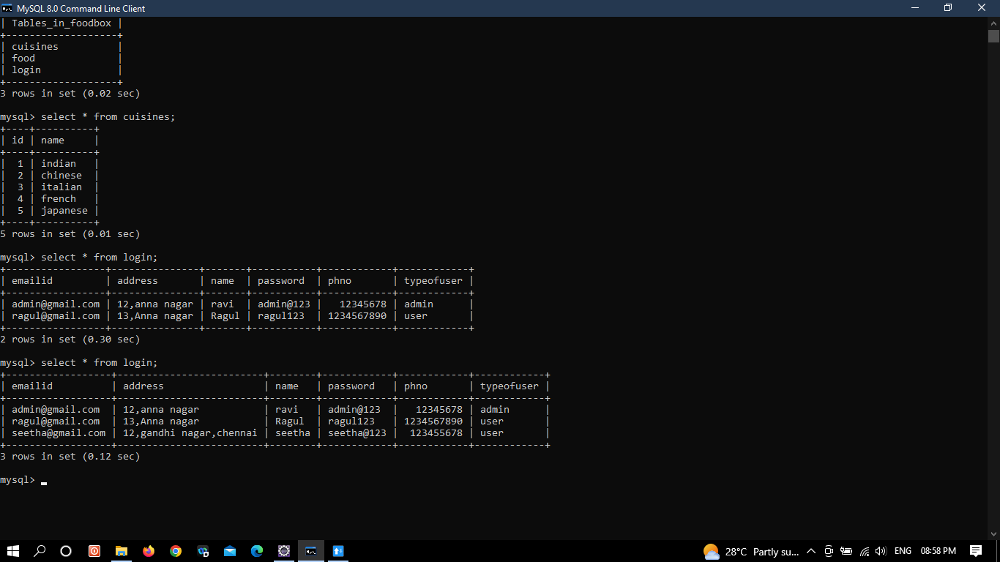 MySQL 8.0 Command Line Client
| Tables_in_foodbox |
+-------------------+
| cuisines          |
| food              |
| login             |
+-------------------+
3 rows in set (0.02 sec)
mysql> select * from cuisines;
+----+----------+
| id | name     |
+----+----------+
|  1 | indian   |
|  2 | chinese  |
|  3 | italian  |
|  4 | french   |
|  5 | japanese |
+----+----------+
5 rows in set (0.01 sec)
mysql> select * from login;
+-----------------+---------------+-------+-----------+------------+------------+
| emailid         | address       | name  | password  | phno       | typeofuser |
+-----------------+---------------+-------+-----------+------------+------------+
| admin@gmail.com | 12,anna nagar | ravi  | admin@123 |   12345678 | admin      |
| ragul@gmail.com | 13,Anna nagar | Ragul | ragul123  | 1234567890 | user       |
+-----------------+---------------+-------+-----------+------------+------------+
2 rows in set (0.30 sec)
mysql> select * from login;
+------------------+-------------------------+--------+------------+------------+------------+
| emailid          | address                 | name   | password   | phno       | typeofuser |
+------------------+-------------------------+--------+------------+------------+------------+
| admin@gmail.com  | 12,anna nagar           | ravi   | admin@123  |   12345678 | admin      |
| ragul@gmail.com  | 13,Anna nagar           | Ragul  | ragul123   | 1234567890 | user       |
| seetha@gmail.com | 12,gandhi nagar,chennai | seetha | seetha@123 |  123455678 | user       |
+------------------+-------------------------+--------+------------+------------+------------+
3 rows in set (0.12 sec)
mysql>
28°C Partly su... ENG 08:58 PM